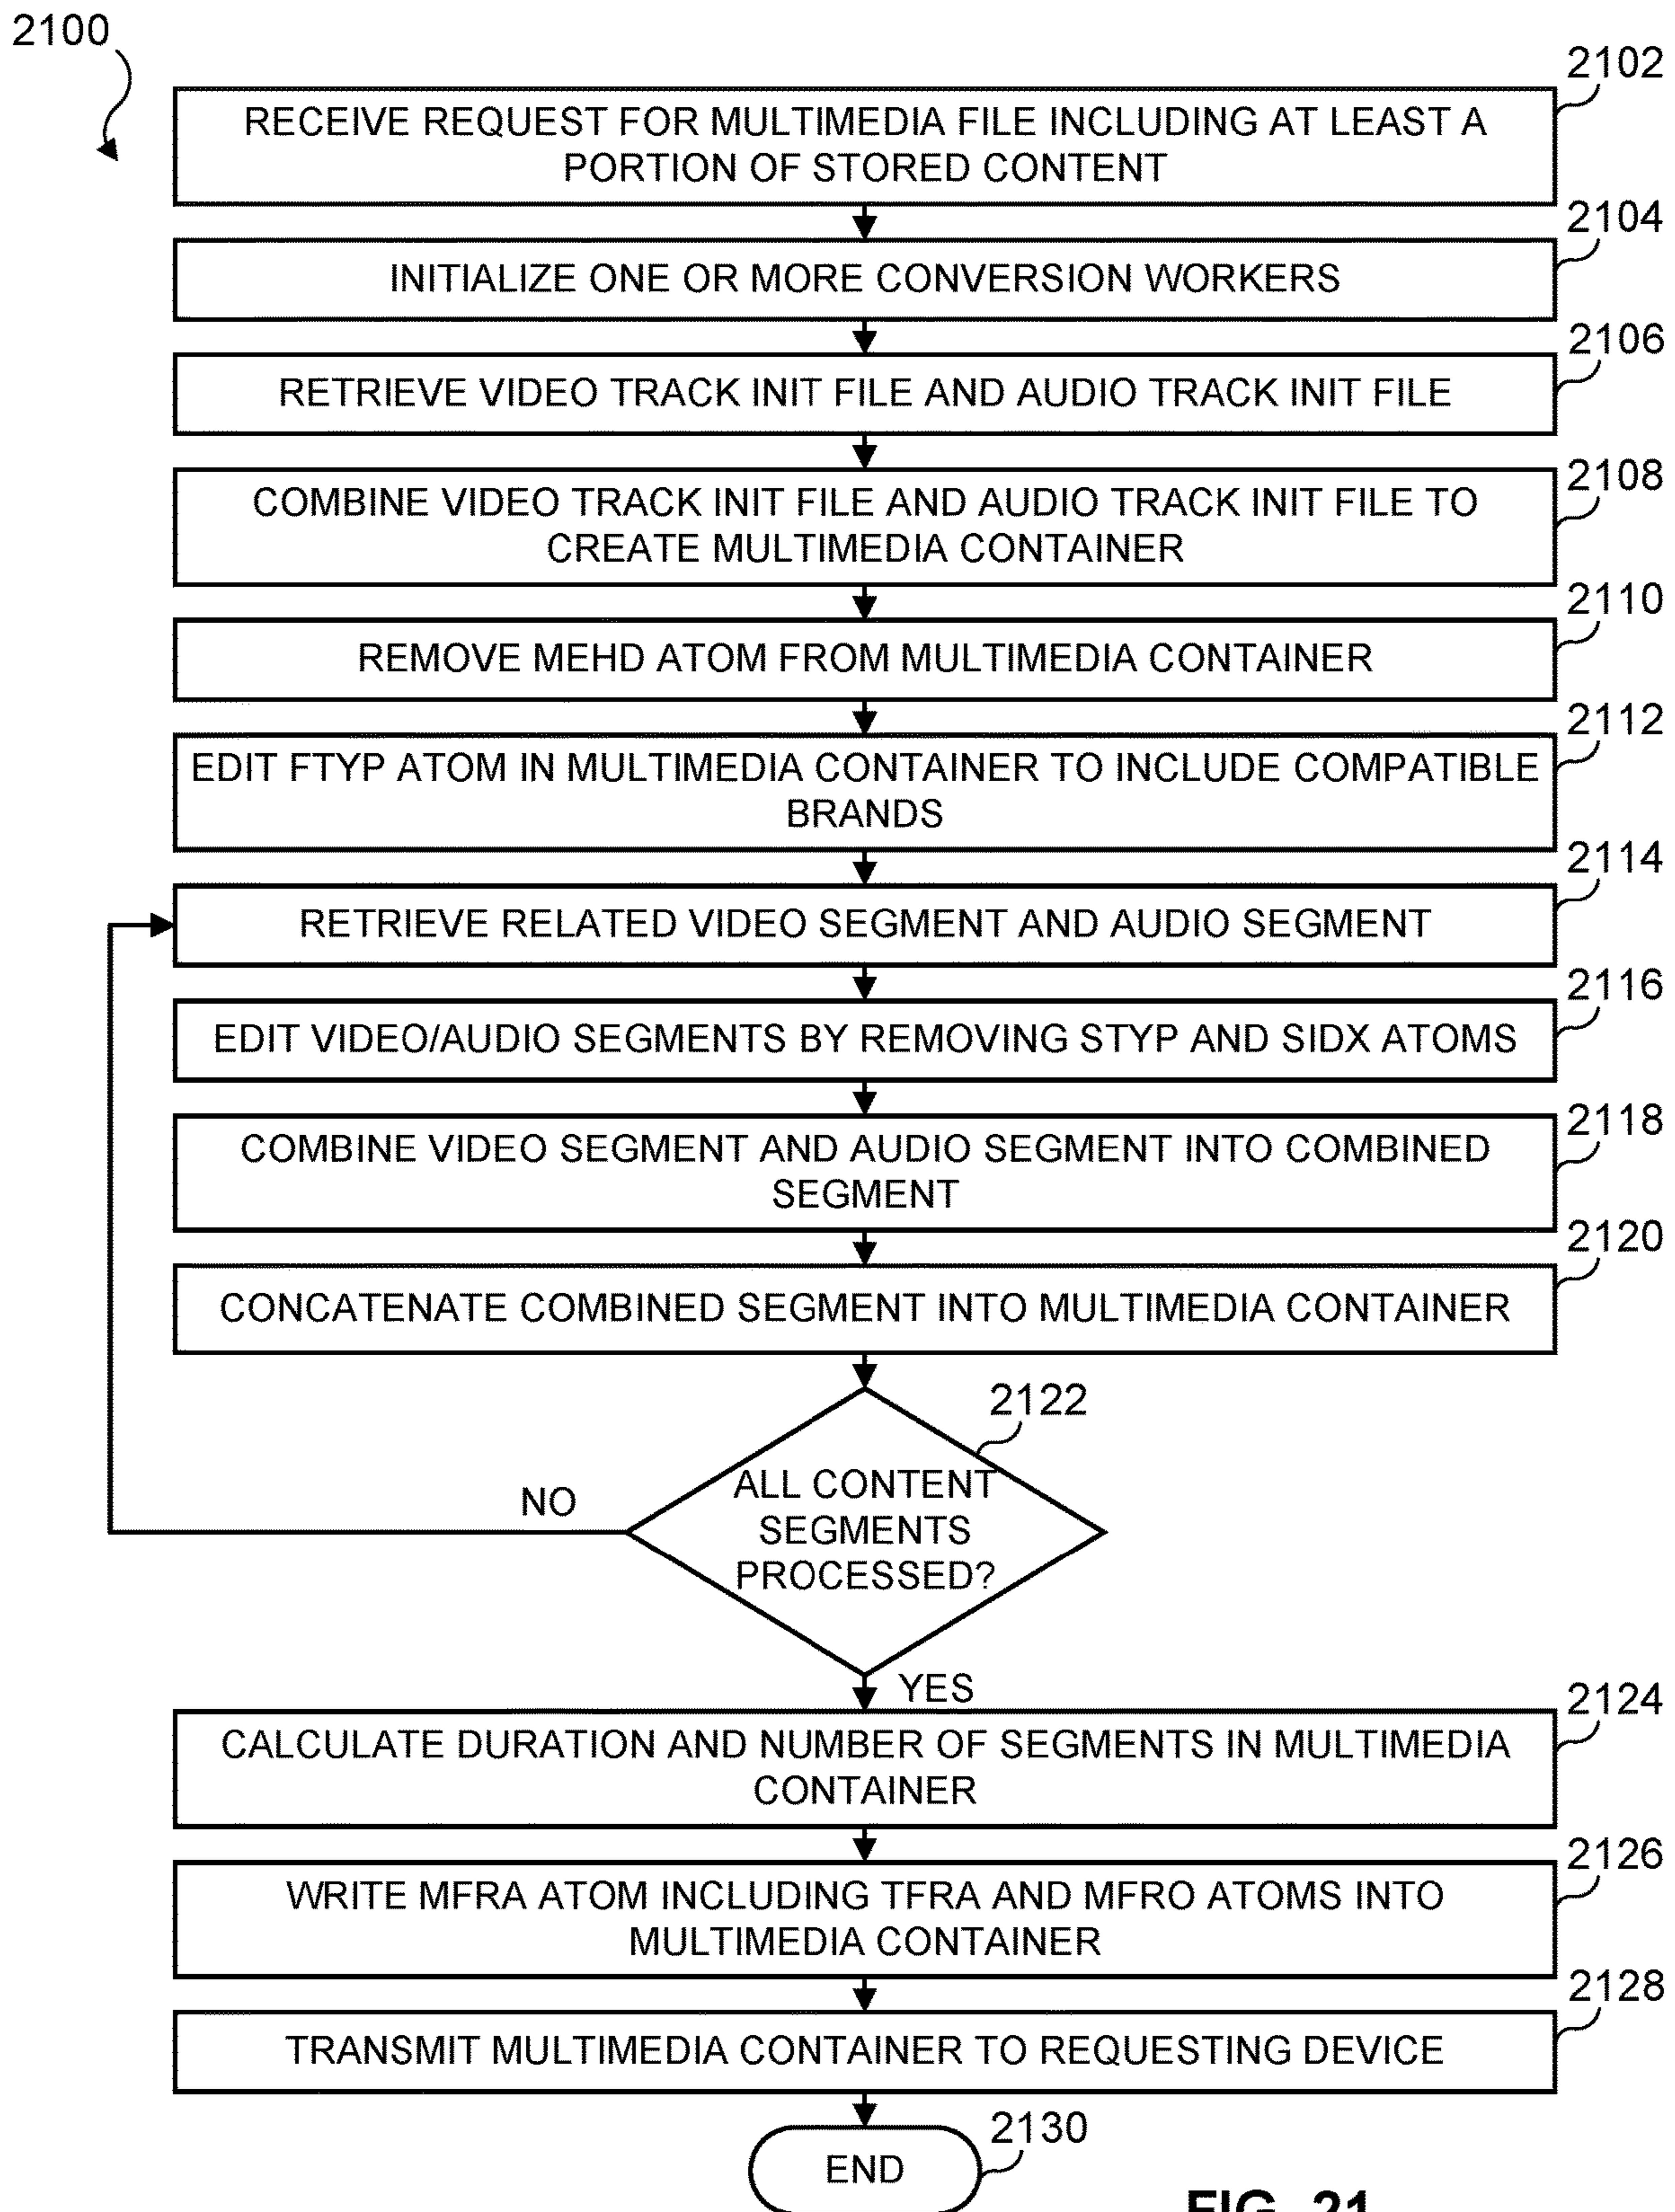 2100
2102
RECEIVE REQUEST FOR MULTIMEDIA FILE INCLUDING AT LEAST A
PORTION OF STORED CONTENT
2104
INITIALIZE ONE OR MORE CONVERSION WORKERS
2106
RETRIEVE VIDEO TRACK INIT FILE AND AUDIO TRACK INIT FILE
2108
COMBINE VIDEO TRACK INIT FILE AND AUDIO TRACK INIT FILE TO
CREATE MULTIMEDIA CONTAINER
2110
REMOVE MEHD ATOM FROM MULTIMEDIA CONTAINER
2112
EDIT FTYP ATOM IN MULTIMEDIA CONTAINER TO INCLUDE COMPATIBLE
BRANDS
2114
RETRIEVE RELATED VIDEO SEGMENT AND AUDIO SEGMENT
2116
EDIT VIDEO/AUDIO SEGMENTS BY REMOVING STYP AND SIDX ATOMS
2118
COMBINE VIDEO SEGMENT AND AUDIO SEGMENT INTO COMBINED
SEGMENT
2120
CONCATENATE COMBINED SEGMENT INTO MULTIMEDIA CONTAINER
2122
ALL CONTENT
SEGMENTS
PROCESSED?
NO
YES
2124
CALCULATE DURATION AND NUMBER OF SEGMENTS IN MULTIMEDIA
CONTAINER
2126
WRITE MFRA ATOM INCLUDING TFRA AND MFRO ATOMS INTO
MULTIMEDIA CONTAINER
2128
TRANSMIT MULTIMEDIA CONTAINER TO REQUESTING DEVICE
2130
END
FIG. 21